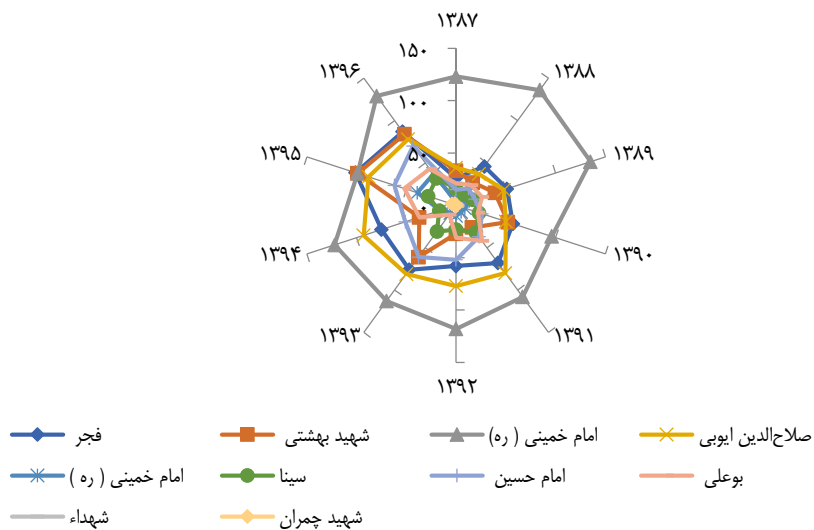 ۱۳۸۷
۱۵۰
۱۳۹۶
۱۳۸۸
۱۰۰
۱۳۹۵
۵۰
۱۳۸۹
۰
۱۳۹۴
۱۳۹۰
۱۳۹۳
۱۳۹۱
۱۳۹۲
فجر
شهید بهشتی
امام خمینی ( ره)
صلاح‌الدین ایوبی
امام خمینی ( ره )
سینا
امام حسین
بوعلی
شهداء
شهید چمران